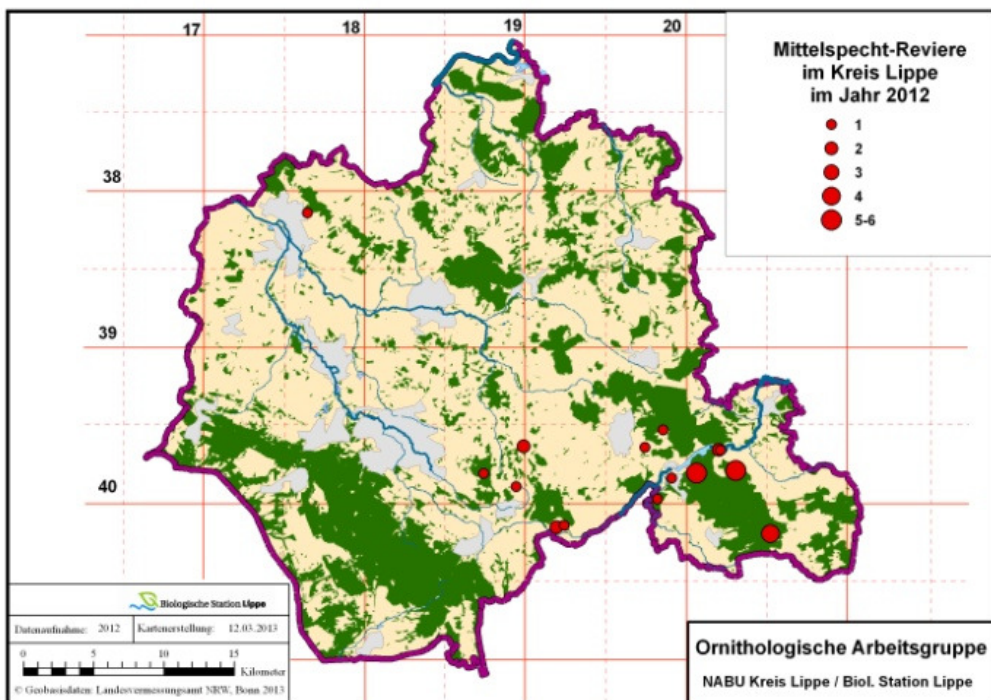 17 18 19 20
Mittelspecht-Reviere
im Kreis Lippe
im Jahr 2012
1
2
3
4
5-6
38
39
40
Biologische Station Lippe
Datenaufnahme: 2012 Kartenerstellung: 12.03.2013
0 5 10 15
Kilometer
© Geobasisdaten: Landesvermessungsamt NRW, Bonn 2013
Ornithologische Arbeitsgruppe
NABU Kreis Lippe / Biol. Station Lippe